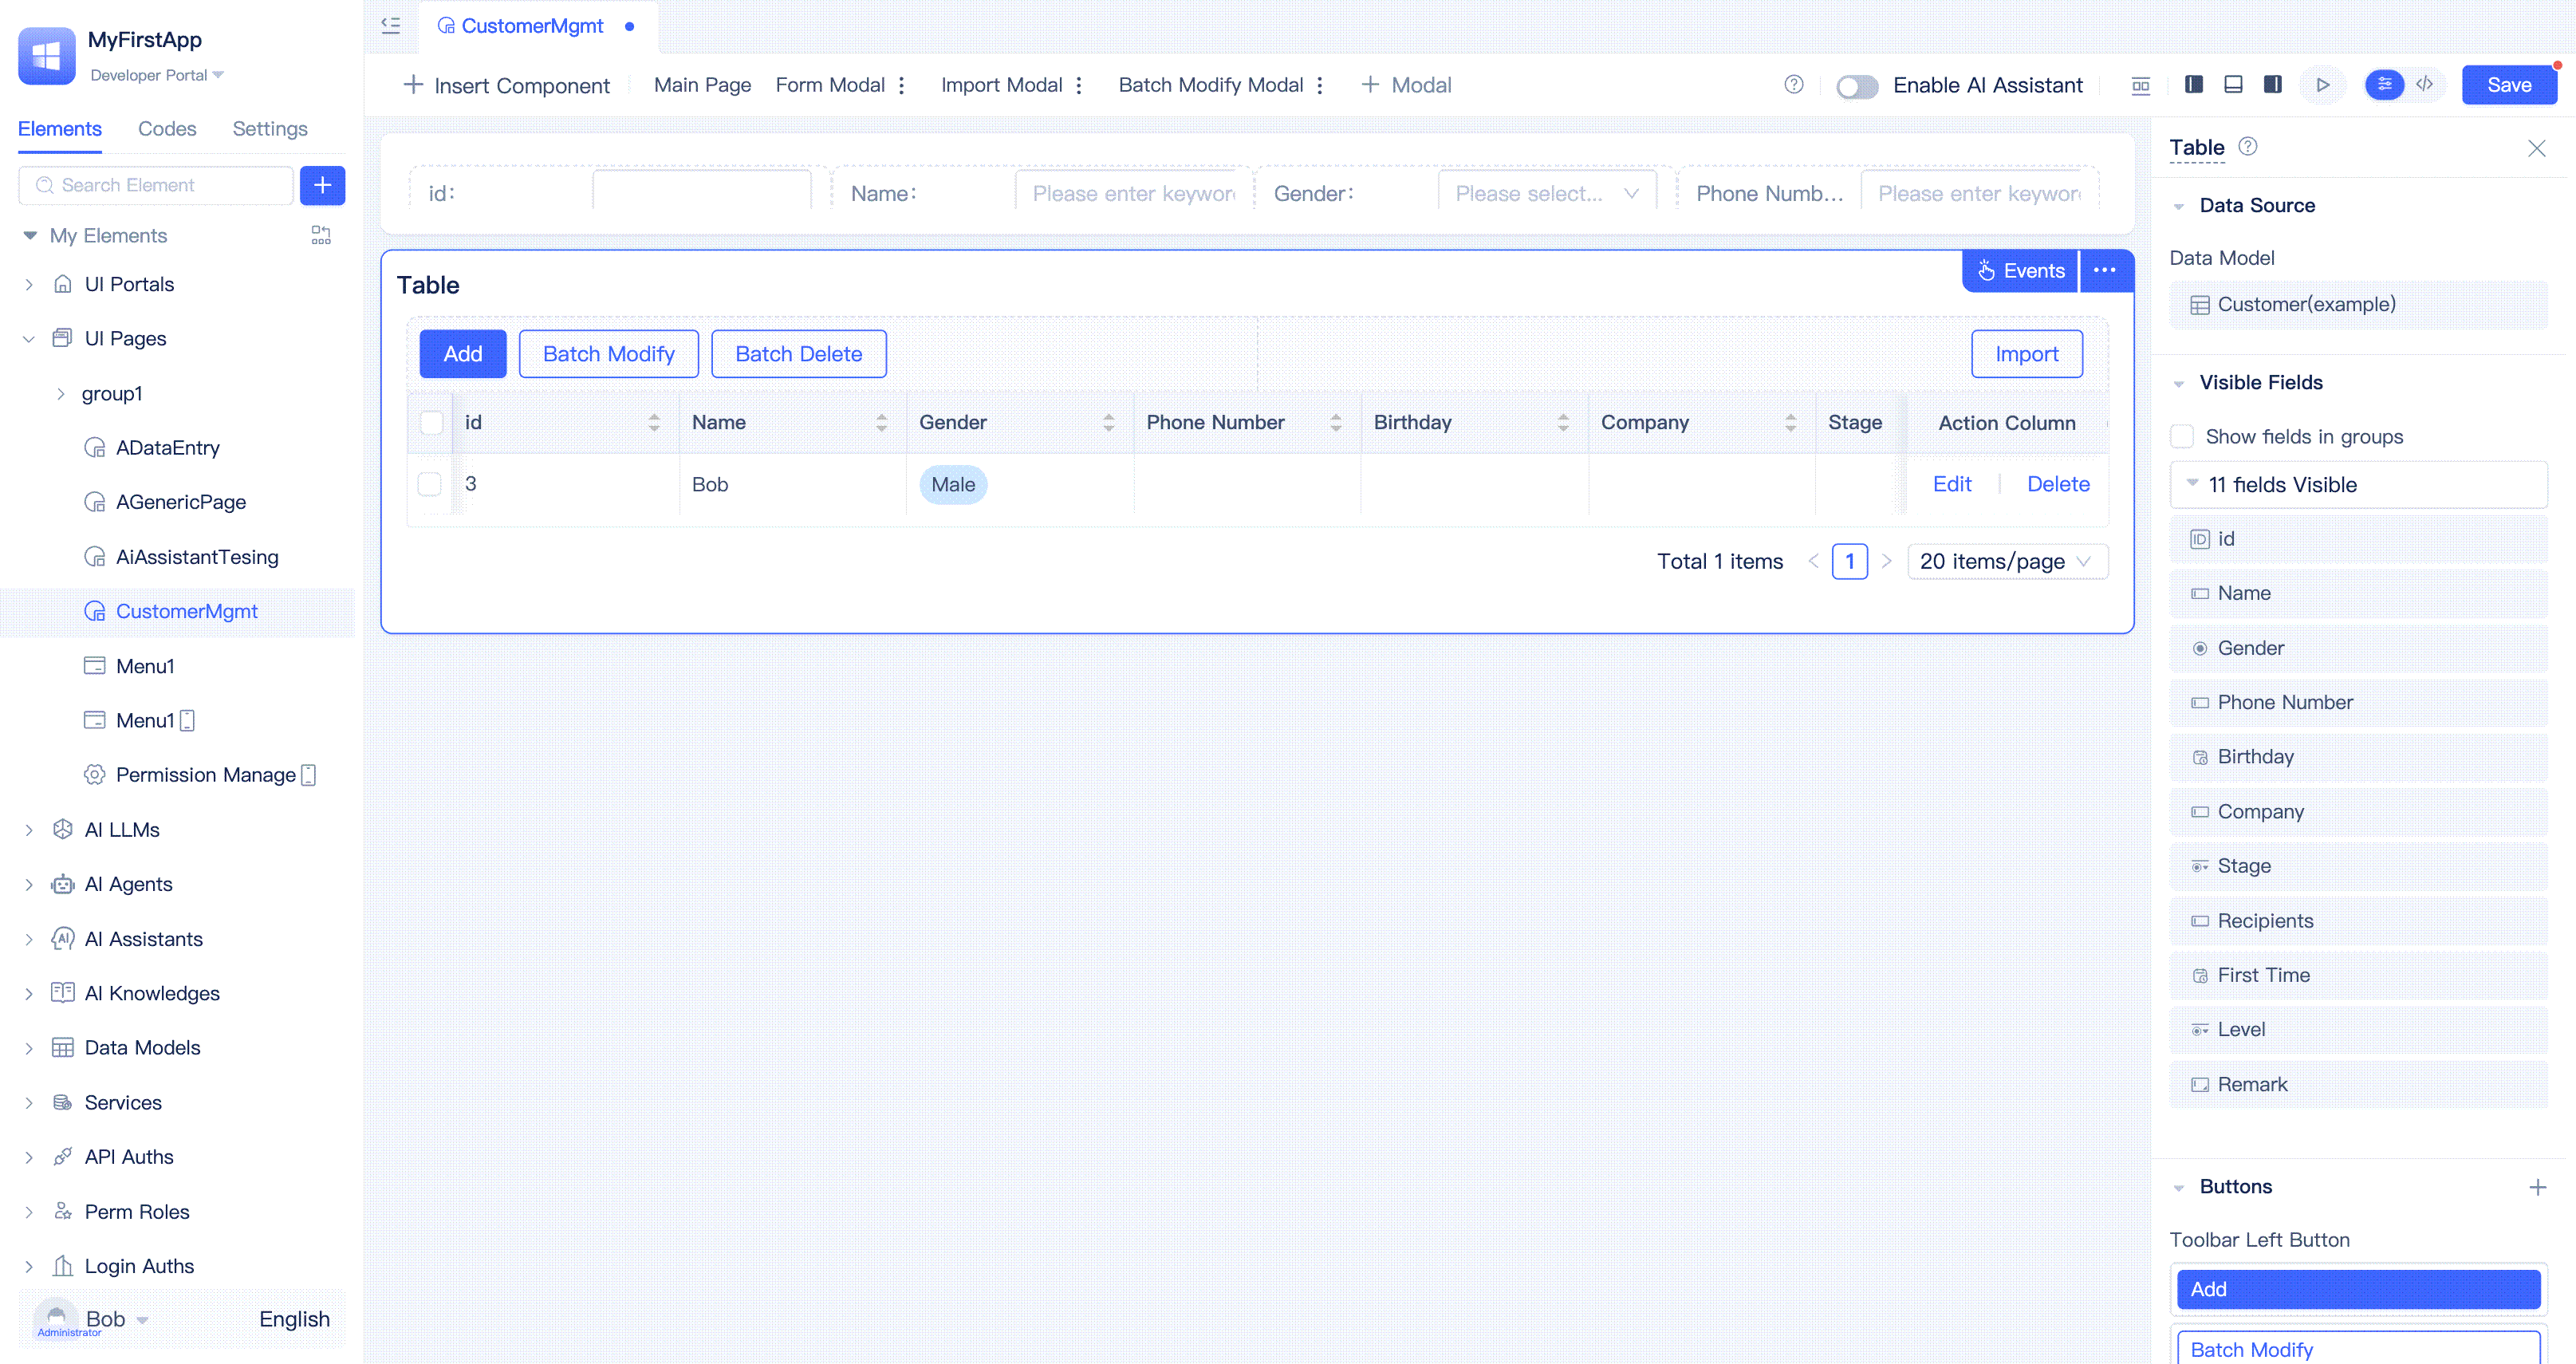 MyFirstApp
Developer Portal
Elements Codes Settings
Search Element
My Elements
UI Portals
UI Pages
group1
ADataEntry
AGenericPage
AiAssistantTesing
CustomerMgmt
Menu1
Menu1
Permission Manage
AI LLMs
AI Agents
AI Assistants
AI Knowledges
Data Models
Services
API Auths
Perm Roles
Login Auths
Bob
Administrator
English
CustomerMgmt
Insert Component Main Page Form Modal Import Modal Batch Modify Modal Modal
Enable AI Assistant
Save
id: Name: Please enter keywor Gender: Please select... Phone Numb... Please enter keywor
Table
Events
Add Batch Modify Batch Delete Import
id Name Gender Phone Number Birthday Company Stage Action Column
3 Bob Male Edit Delete
Total 1 items 1 20 items/page
Table
Data Source
Data Model
Customer(example)
Visible Fields
Show fields in groups
11 fields Visible
id
Name
Gender
Phone Number
Birthday
Company
Stage
Recipients
First Time
Level
Remark
Buttons
Toolbar Left Button
Add
Batch Modify